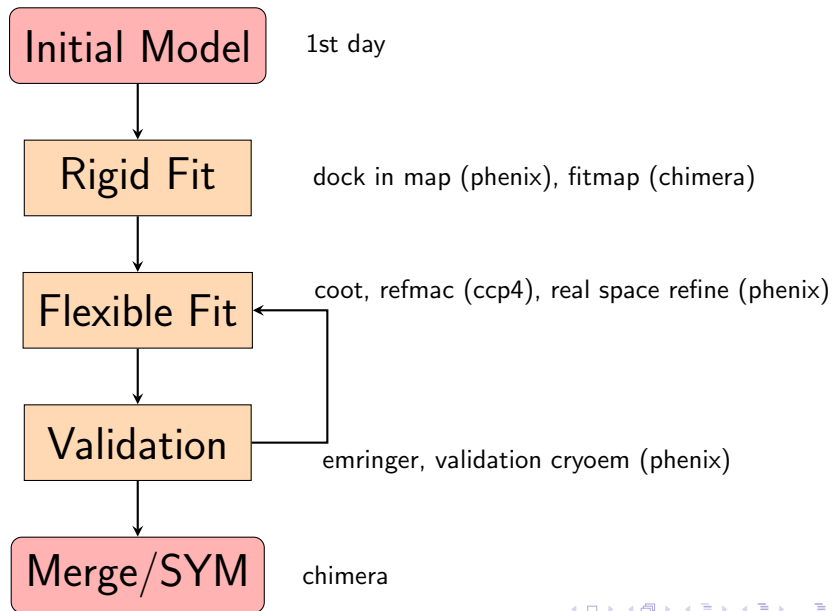 Initial Model
1st day
Rigid Fit
dock in map (phenix), fitmap (chimera)
Flexible Fit
coot, refmac (ccp4), real space refine (phenix)
Validation
emringer, validation cryoem (phenix)
Merge/SYM
chimera